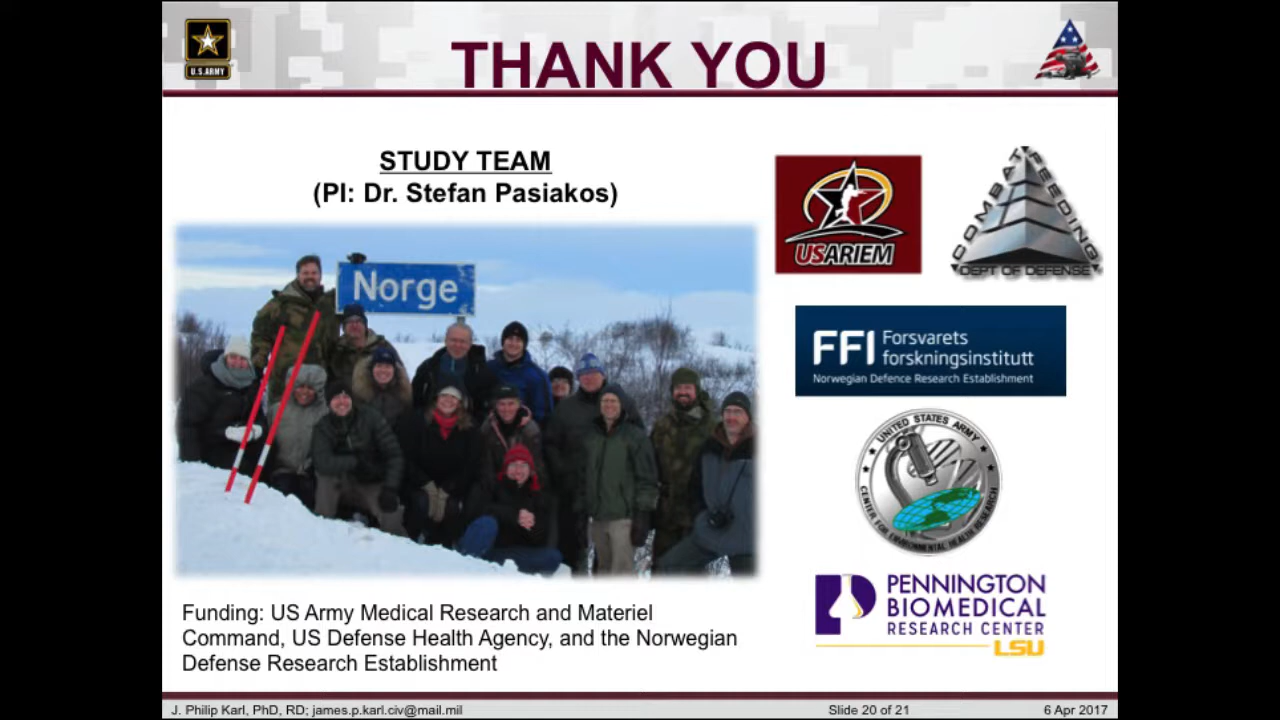 THANK YOU
U.S.ARMY
STUDY TEAM
(PI: Dr. Stefan Pasiakos)
Norge
USARIEM
COMBAT FEEDING
DEPT OF DEFENSE
FFI Forsvarets
forskningsinstitutt
Norwegian Defence Research Establishment
UNITED STATES ARMY
CENTER FOR ENVIRONMENTAL HEALTH RESEARCH
PENNINGTON
BIOMEDICAL
RESEARCH CENTER
LSU
Funding: US Army Medical Research and Materiel
Command, US Defense Health Agency, and the Norwegian
Defense Research Establishment
J. Philip Karl, PhD, RD; james.p.karl.civ@mail.mil
Slide 20 of 21
6 Apr 2017